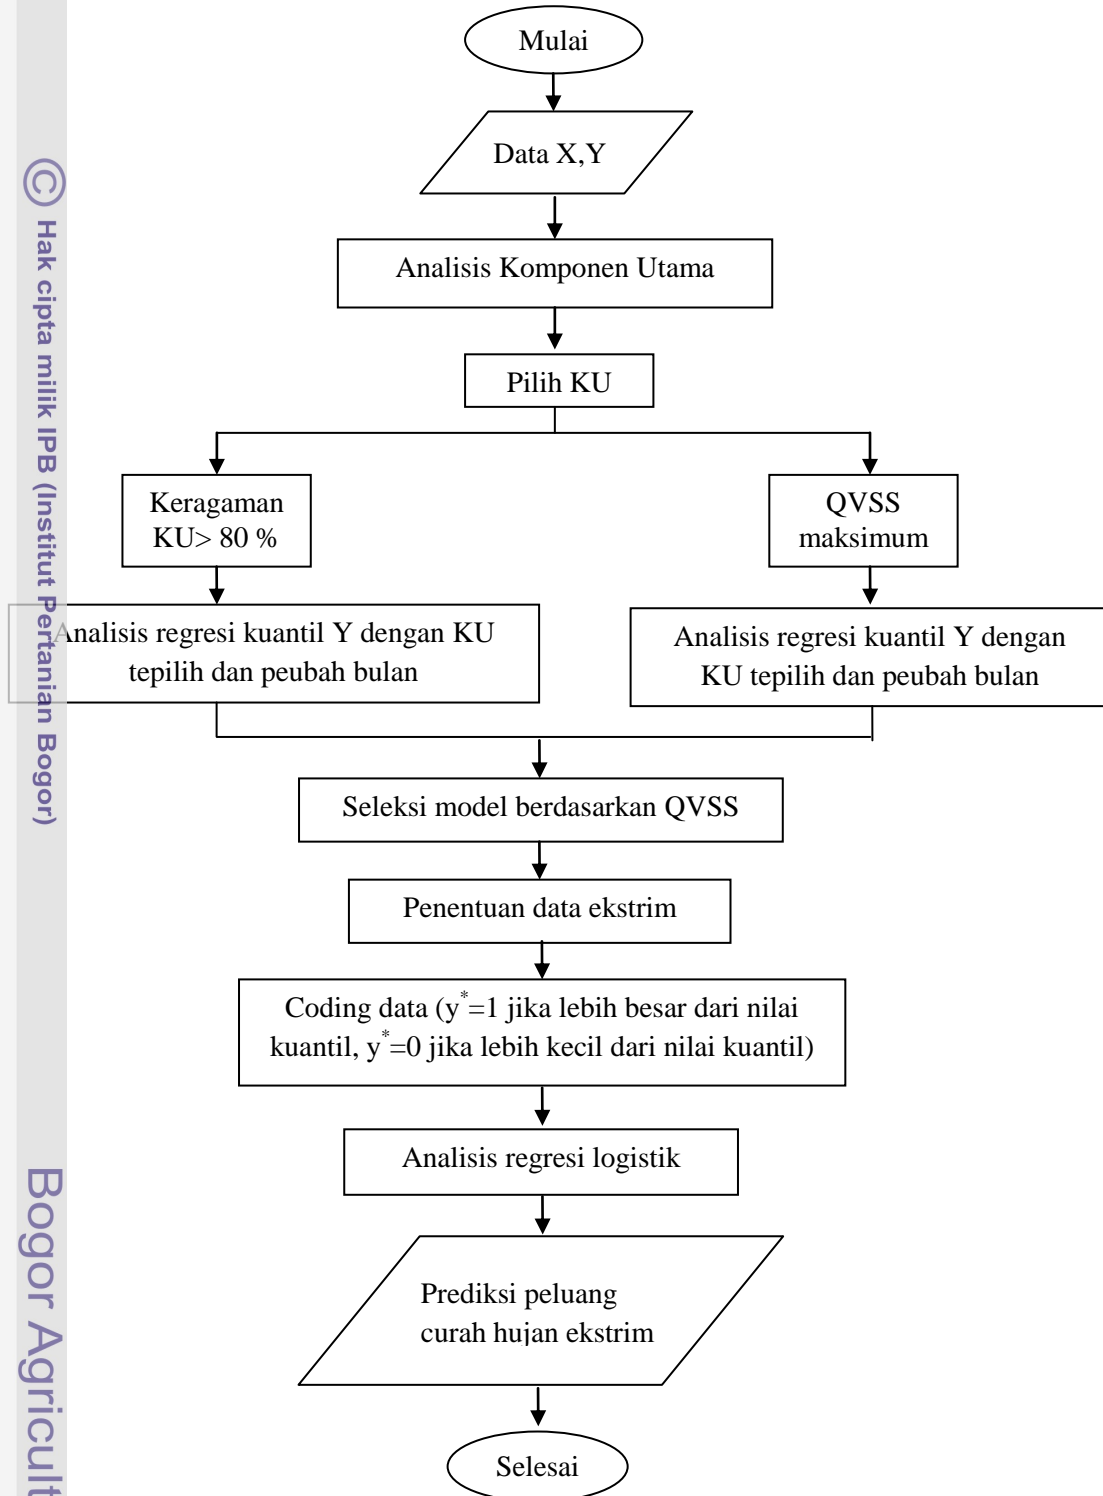 Mulai
Data X,Y
Analisis Komponen Utama
Pilih KU
Keragaman
KU> 80 %
QVSS
maksimum
Analisis regresi kuantil Y dengan KU
tepilih dan peubah bulan
Analisis regresi kuantil Y dengan
KU tepilih dan peubah bulan
Seleksi model berdasarkan QVSS
Penentuan data ekstrim
Coding data (y*=1 jika lebih besar dari nilai
kuantil, y*=0 jika lebih kecil dari nilai kuantil)
Analisis regresi logistik
Prediksi peluang
curah hujan ekstrim
Selesai
© Hak cipta milik IPB (Institut Pertanian Bogor)
Bogor Agricult